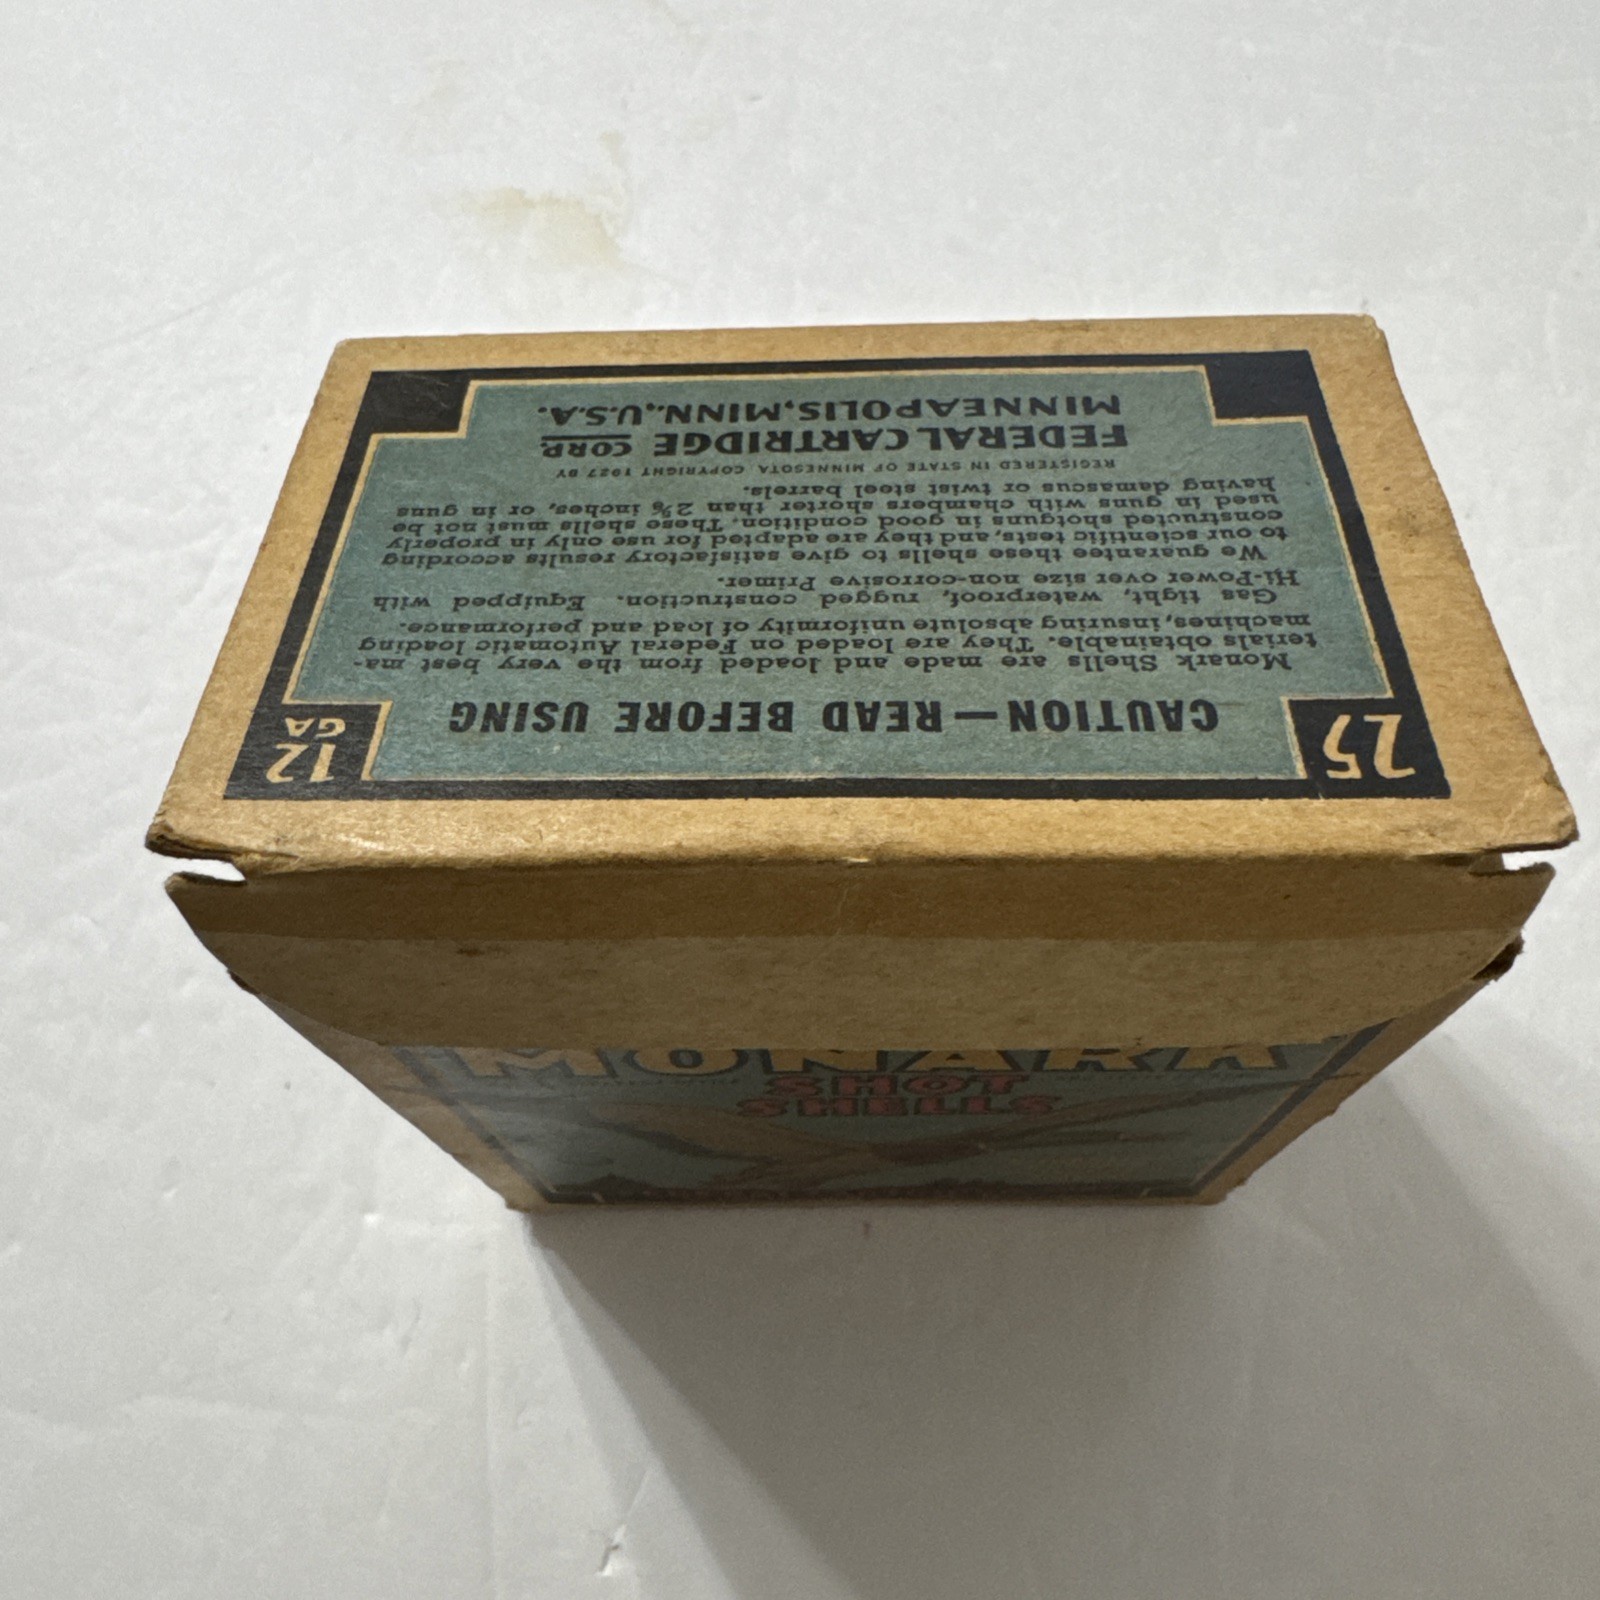 25
12
GA
CAUTION—READ BEFORE USING
Monark Shells are made and loaded from the very best ma-
terials obtainable. They are loaded on Federal Automatic loading
machines, insuring absolute uniformity of load and performance.
Gas tight, waterproof, rugged construction. Equipped with
Hi-Power over size non-corrosive Primer.
We guarantee these shells to give satisfactory results according
to our scientific tests, and they are adapted for use only in properly
constructed shotguns in good condition. These shells must not be
used in guns with chambers shorter than 2⅝ inches, or in guns
having damascus or twist steel barrels.
REGISTERED IN STATE OF MINNESOTA COPYRIGHT 1927 BY
FEDERAL CARTRIDGE CORP.
MINNEAPOLIS, MINN., U.S.A.
MONARK
SHOT
SHELLS